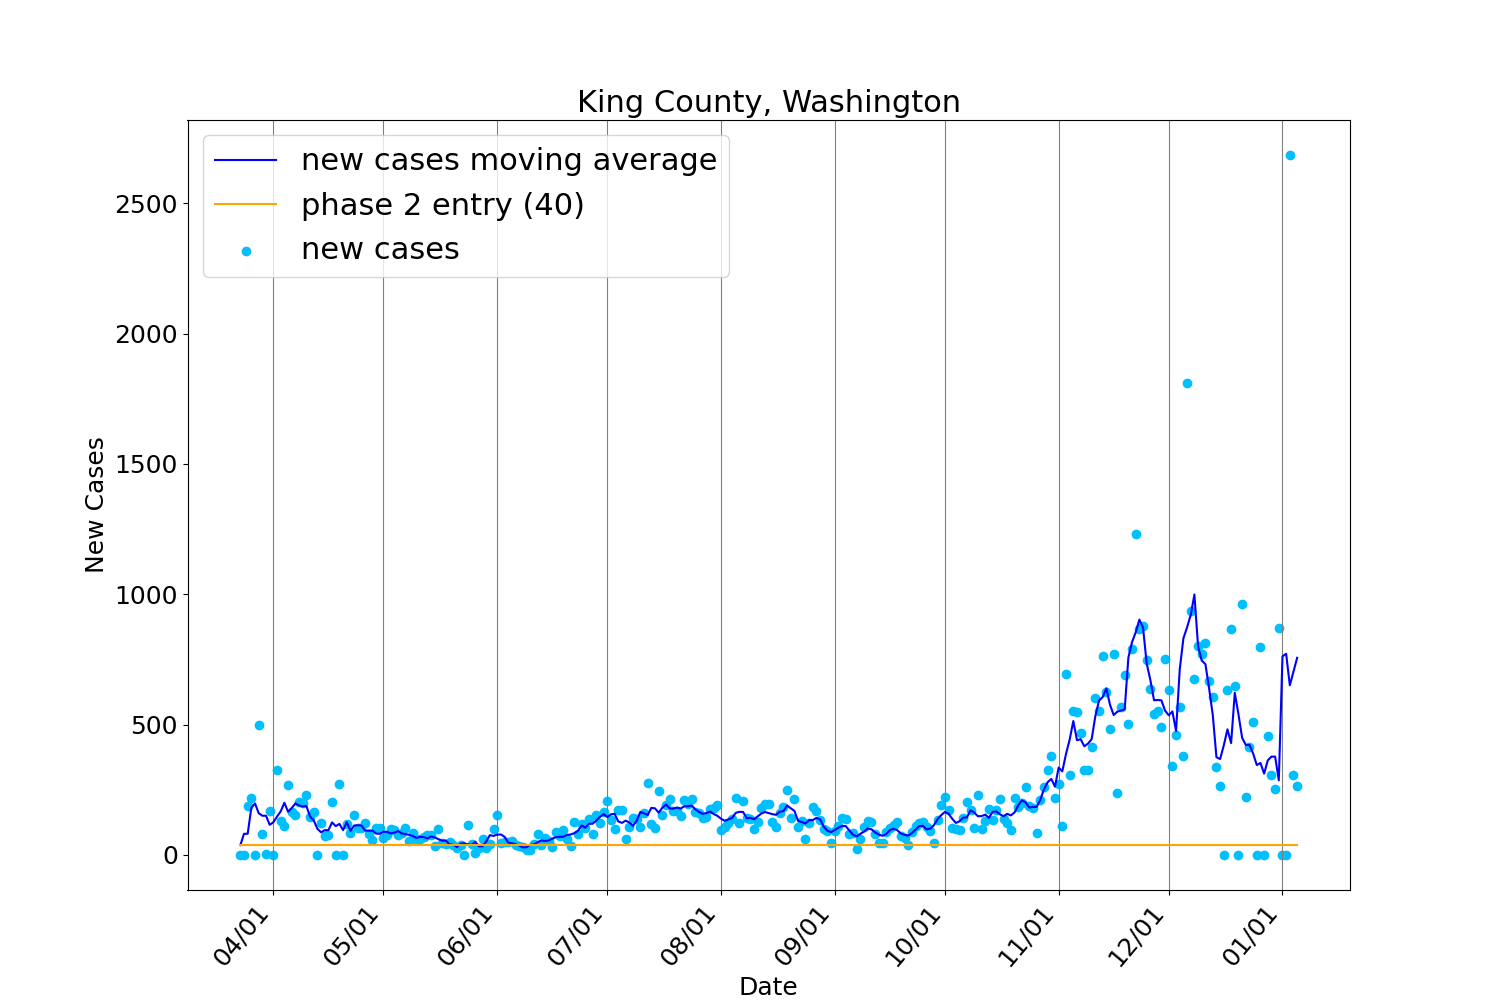 King County, Washington
new cases moving average
phase 2 entry (40)
new cases
New Cases
2500
2000
1500
1000
500
0
04/01
05/01
06/01
07/01
08/01
09/01
10/01
11/01
12/01
01/01
Date